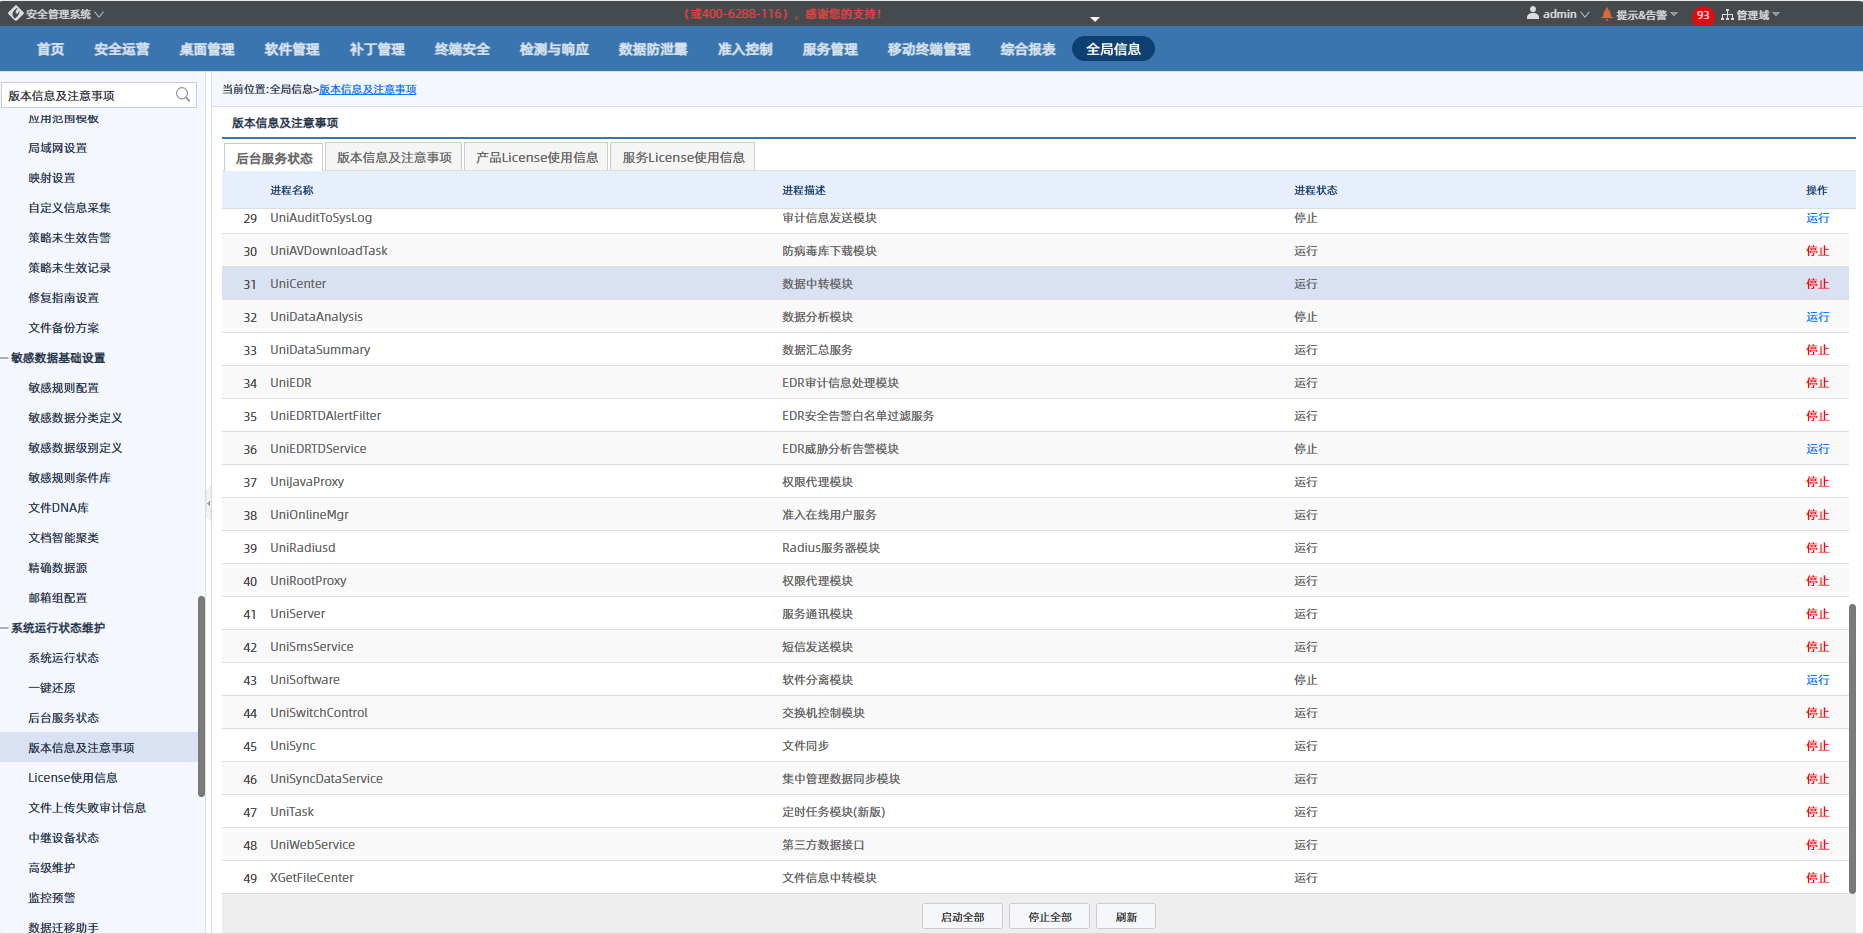 安全管理系统
(或400-6288-116)，感谢您的支持！
admin
提示&告警
93
管理域
首页 安全运营 桌面管理 软件管理 补丁管理 终端安全 检测与响应 数据防泄露 准入控制 服务管理 移动终端管理 综合报表 全局信息
版本信息及注意事项
应用范围模板
局域网设置
映射设置
自定义信息采集
策略未生效告警
策略未生效记录
修复指南设置
文件备份方案
敏感数据基础设置
敏感规则配置
敏感数据分类定义
敏感数据级别定义
敏感规则条件库
文件DNA库
文档智能聚类
精确数据源
邮箱组配置
系统运行状态维护
系统运行状态
一键还原
后台服务状态
版本信息及注意事项
License使用信息
文件上传失败审计信息
中继设备状态
高级维护
监控预警
数据迁移助手
当前位置:全局信息>版本信息及注意事项
版本信息及注意事项
后台服务状态 版本信息及注意事项 产品License使用信息 服务License使用信息
进程名称 进程描述 进程状态 操作
29 UniAuditToSysLog 审计信息发送模块 停止 运行
30 UniAVDownloadTask 防病毒库下载模块 运行 停止
31 UniCenter 数据中转模块 运行 停止
32 UniDataAnalysis 数据分析模块 停止 运行
33 UniDataSummary 数据汇总服务 运行 停止
34 UniEDR EDR审计信息处理模块 运行 停止
35 UniEDRTDAlertFilter EDR安全告警白名单过滤服务 运行 停止
36 UniEDRTDService EDR威胁分析告警模块 停止 运行
37 UniJavaProxy 权限代理模块 运行 停止
38 UniOnlineMgr 准入在线用户服务 运行 停止
39 UniRadiusd Radius服务器模块 运行 停止
40 UniRootProxy 权限代理模块 运行 停止
41 UniServer 服务通讯模块 运行 停止
42 UniSmsService 短信发送模块 运行 停止
43 UniSoftware 软件分离模块 停止 运行
44 UniSwitchControl 交换机控制模块 运行 停止
45 UniSync 文件同步 运行 停止
46 UniSyncDataService 集中管理数据同步模块 运行 停止
47 UniTask 定时任务模块(新版) 运行 停止
48 UniWebService 第三方数据接口 运行 停止
49 XGetFileCenter 文件信息中转模块 运行 停止
启动全部 停止全部 刷新